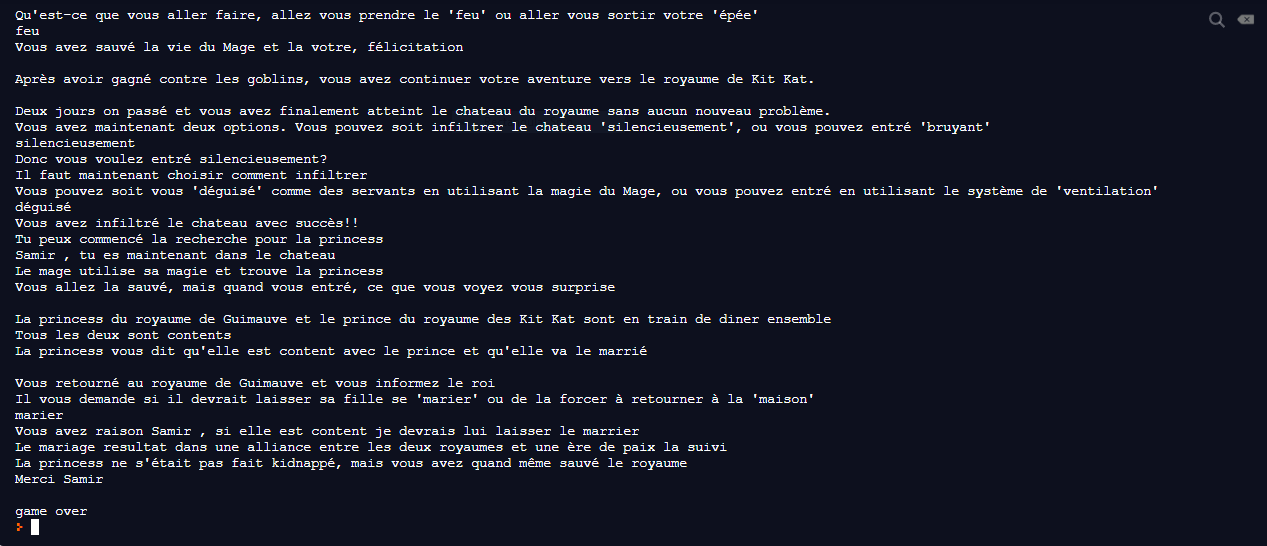 Qu'est-ce que vous aller faire, allez vous prendre le 'feu' ou aller vous sortir votre 'épée'
feu
Vous avez sauvé la vie du Mage et la votre, félicitation
Après avoir gagné contre les goblins, vous avez continuer votre aventure vers le royaume de Kit Kat.
Deux jours on passé et vous avez finalement atteint le chateau du royaume sans aucun nouveau problème.
Vous avez maintenant deux options. Vous pouvez soit infiltrer le chateau 'silencieusement', ou vous pouvez entré 'bruyant'
silencieusement
Donc vous voulez entré silencieusement?
Il faut maintenant choisir comment infiltrer
Vous pouvez soit vous 'déguisé' comme des servants en utilisant la magie du Mage, ou vous pouvez entré en utilisant le système de 'ventilation'
déguisé
Vous avez infiltré le chateau avec succès!!
Tu peux commencé la recherche pour la princess
Samir , tu es maintenant dans le chateau
Le mage utilise sa magie et trouve la princess
Vous allez la sauvé, mais quand vous entré, ce que vous voyez vous surprise
La princess du royaume de Guimauve et le prince du royaume des Kit Kat sont en train de diner ensemble
Tous les deux sont contents
La princess vous dit qu'elle est content avec le prince et qu'elle va le marrié
Vous retourné au royaume de Guimauve et vous informez le roi
Il vous demande si il devrait laisser sa fille se 'marier' ou de la forcer à retourner à la 'maison'
marier
Vous avez raison Samir , si elle est content je devrais lui laisser le marrier
Le mariage resultat dans une alliance entre les deux royaumes et une ère de paix la suivi
La princess ne s'était pas fait kidnappé, mais vous avez quand même sauvé le royaume
Merci Samir
game over